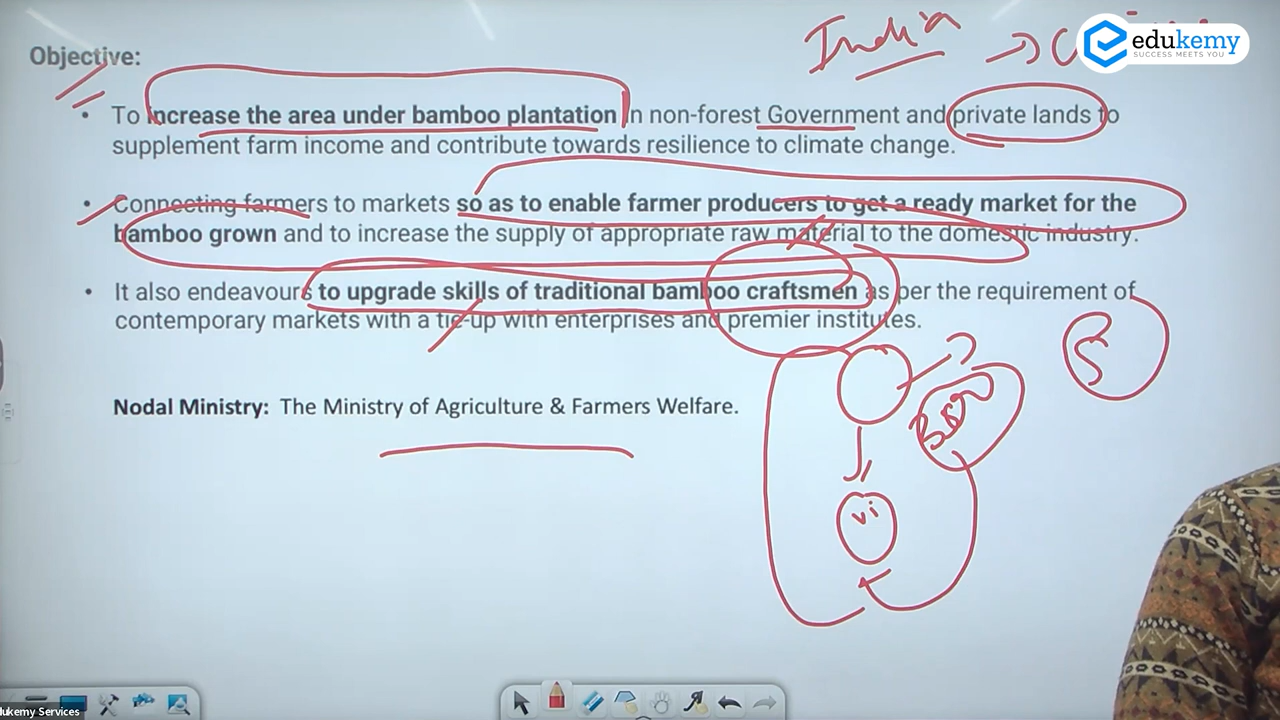 India
edukemy
SUCCESS MEETS YOU
Objective:
• To increase the area under bamboo plantation in non-forest Government and private lands to
supplement farm income and contribute towards resilience to climate change.
• Connecting farmers to markets so as to enable farmer producers to get a ready market for the
bamboo grown and to increase the supply of appropriate raw material to the domestic industry.
• It also endeavours to upgrade skills of traditional bamboo craftsmen as per the requirement of
contemporary markets with a tie-up with enterprises and premier institutes.
Nodal Ministry: The Ministry of Agriculture & Farmers Welfare.
vi
dukemy Services